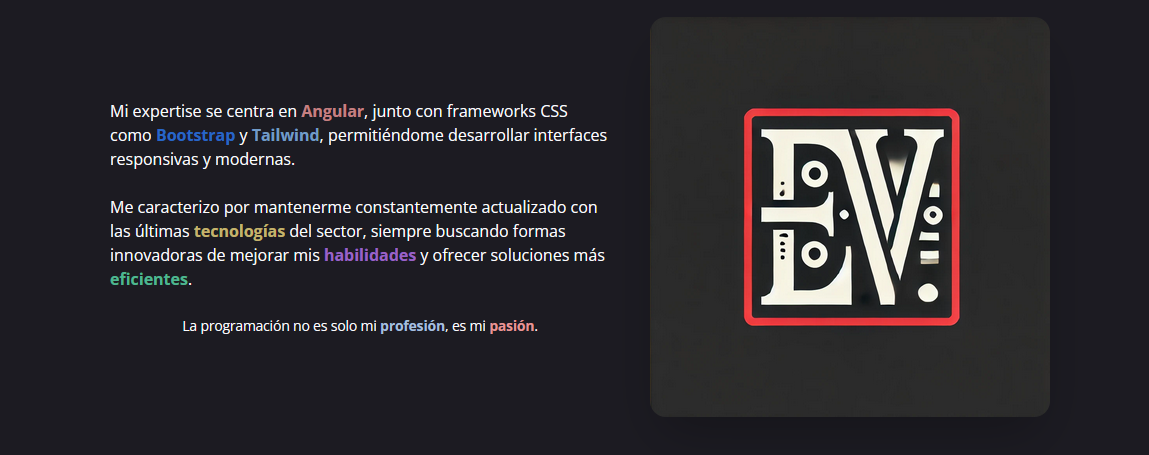 Mi expertise se centra en Angular, junto con frameworks CSS
como Bootstrap y Tailwind, permitiéndome desarrollar interfaces
responsivas y modernas.
Me caracterizo por mantenerme constantemente actualizado con
las últimas tecnologías del sector, siempre buscando formas
innovadoras de mejorar mis habilidades y ofrecer soluciones más
eficientes.
La programación no es solo mi profesión, es mi pasión.
EV.